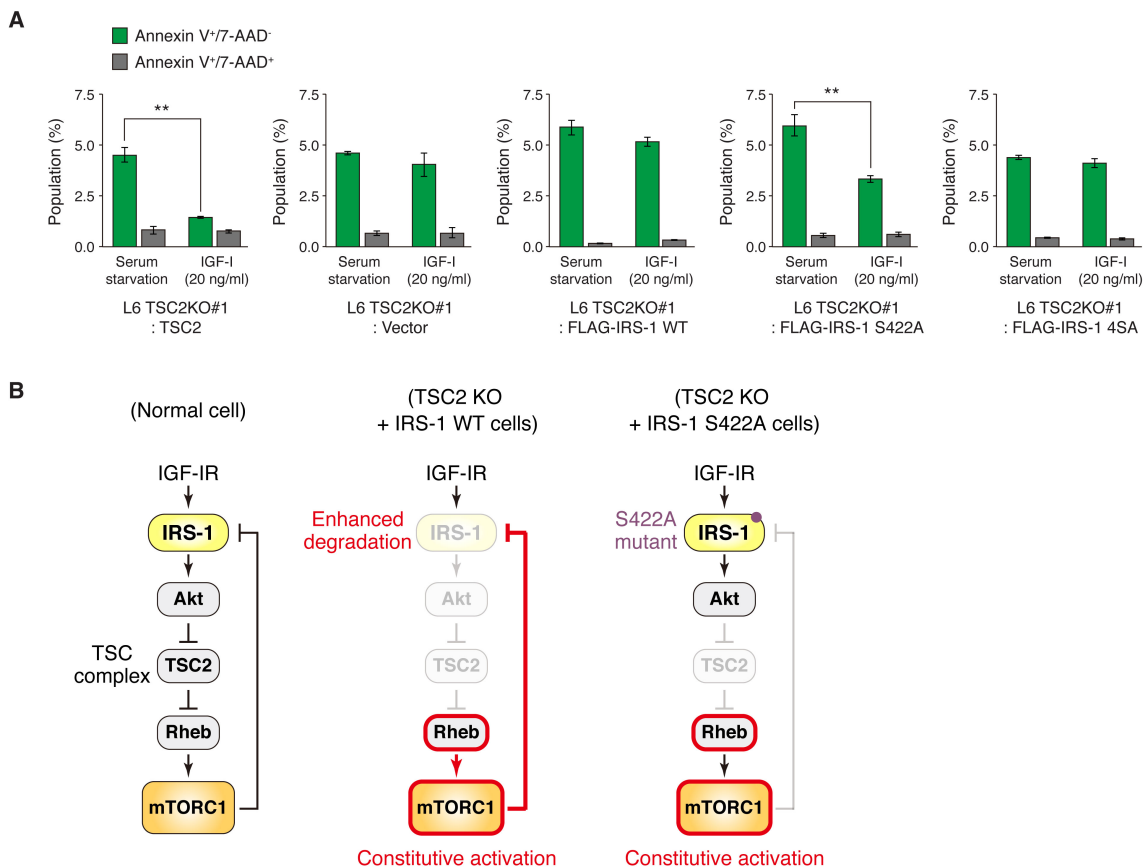 A
Annexin V⁺/7-AAD⁻
Annexin V⁺/7-AAD⁺
Population (%)
7.5
5.0
2.5
0.0
**
Serum
starvation
IGF-I
(20 ng/ml)
L6 TSC2KO#1
: TSC2
Population (%)
7.5
5.0
2.5
0.0
Serum
starvation
IGF-I
(20 ng/ml)
L6 TSC2KO#1
: Vector
Population (%)
7.5
5.0
2.5
0.0
Serum
starvation
IGF-I
(20 ng/ml)
L6 TSC2KO#1
: FLAG-IRS-1 WT
Population (%)
7.5
5.0
2.5
0.0
**
Serum
starvation
IGF-I
(20 ng/ml)
L6 TSC2KO#1
: FLAG-IRS-1 S422A
Population (%)
7.5
5.0
2.5
0.0
Serum
starvation
IGF-I
(20 ng/ml)
L6 TSC2KO#1
: FLAG-IRS-1 4SA
B
(Normal cell)
IGF-IR
IRS-1
Akt
TSC
complex
TSC2
Rheb
mTORC1
(TSC2 KO
+ IRS-1 WT cells)
IGF-IR
Enhanced
degradation
IRS-1
Akt
TSC2
Rheb
mTORC1
Constitutive activation
(TSC2 KO
+ IRS-1 S422A cells)
IGF-IR
S422A
mutant
IRS-1
Akt
TSC2
Rheb
mTORC1
Constitutive activation